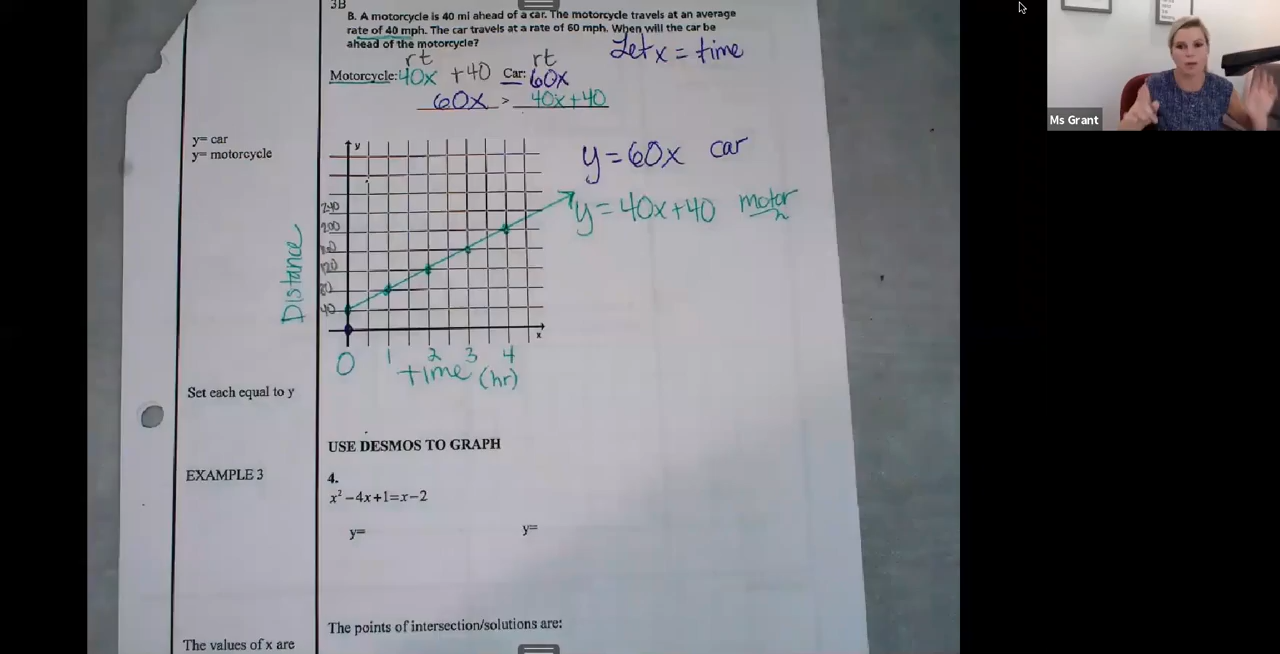 3B
B. A motorcycle is 40 mi ahead of a car. The motorcycle travels at an average
rate of 40 mph. The car travels at a rate of 60 mph. When will the car be
ahead of the motorcycle?
Let x = time
rt rt
Motorcycle: 40x +40 Car: 60x
60x > 40x+40
y= car
y= motorcycle
y
y=60x car
y=40x+40 motor
240
200
160
120
80
40
Distance
x
0 1 2 3 4
time (hr)
Set each equal to y
USE DESMOS TO GRAPH
EXAMPLE 3
4.
x²−4x+1=x−2
y= y=
The points of intersection/solutions are:
The values of x are
Ms Grant